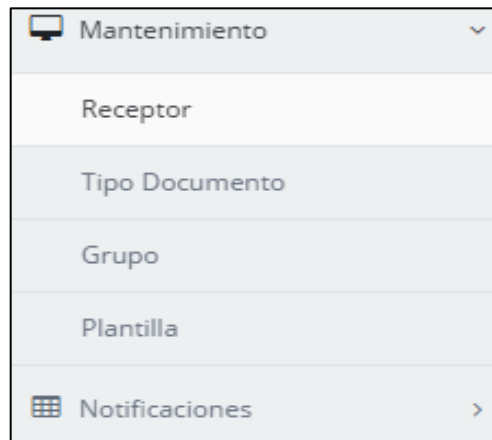 Mantenimiento
Receptor
Tipo Documento
Grupo
Plantilla
Notificaciones